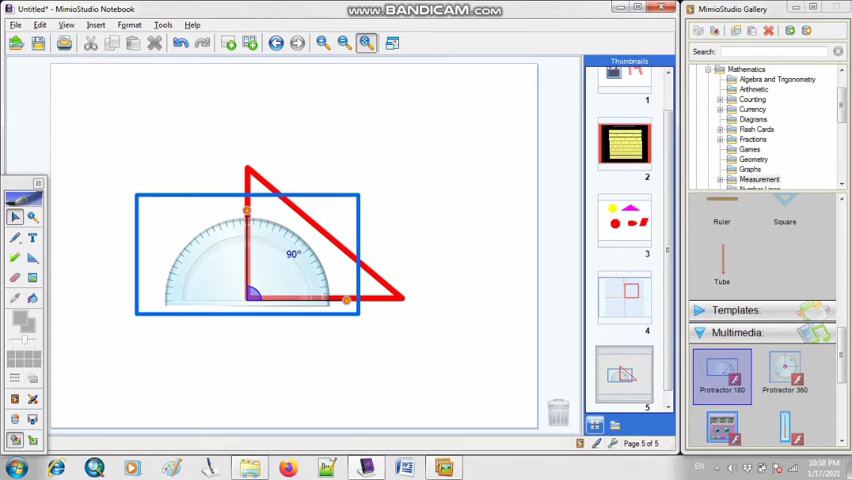 Untitled* - MimioStudio Notebook
www.BANDICAM.com
MimioStudio Gallery
File
Edit
View
Insert
Format
Tools
Help
Thumbnails
Search:
Mathematics
Algebra and Trigonometry
Arithmetic
Counting
Currency
Diagrams
Flash Cards
Fractions
Games
Geometry
Graphs
Measurement
1
2
3
4
5
90°
Ruler
Square
Tube
Templates:
Multimedia:
Protractor 180
Protractor 360
Page 5 of 5
EN
10:58 PM
1/17/2021